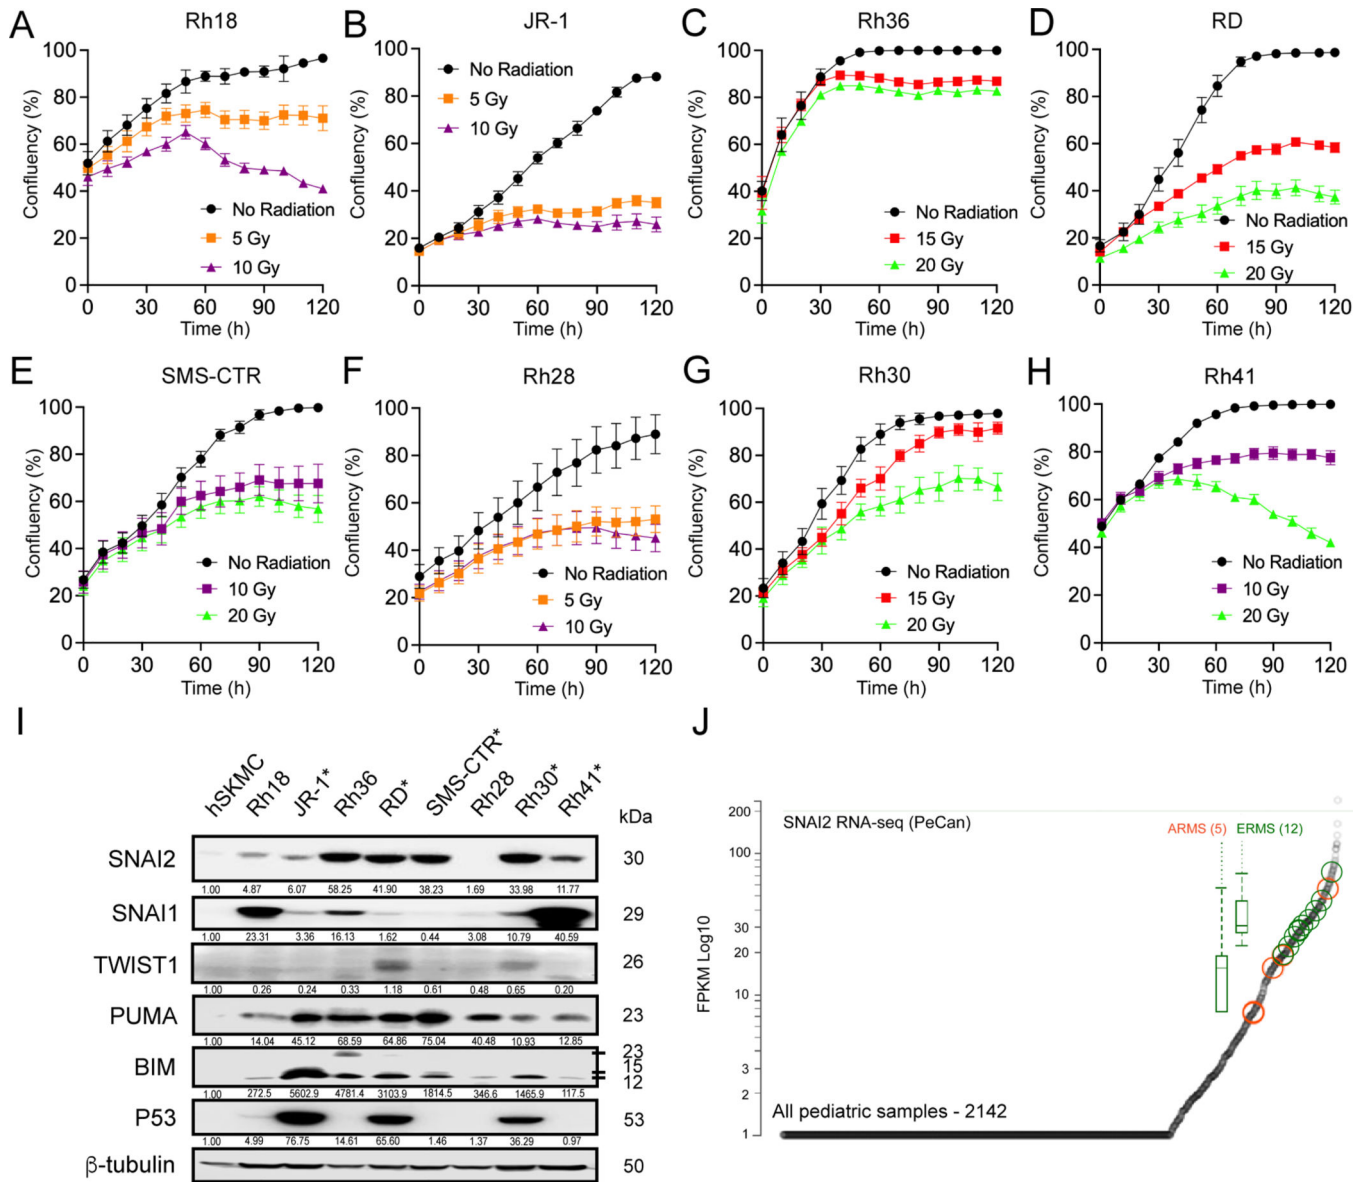 A
Rh18
Confluency (%)
100
80
60
40
20
0
0 30 60 90 120
Time (h)
No Radiation
5 Gy
10 Gy
B
JR-1
Confluency (%)
100
80
60
40
20
0
0 30 60 90 120
Time (h)
No Radiation
5 Gy
10 Gy
C
Rh36
Confluency (%)
100
80
60
40
20
0
0 30 60 90 120
Time (h)
No Radiation
15 Gy
20 Gy
D
RD
Confluency (%)
100
80
60
40
20
0
0 30 60 90 120
Time (h)
No Radiation
15 Gy
20 Gy
E
SMS-CTR
Confluency (%)
100
80
60
40
20
0
0 30 60 90 120
Time (h)
No Radiation
10 Gy
20 Gy
F
Rh28
Confluency (%)
100
80
60
40
20
0
0 30 60 90 120
Time (h)
No Radiation
5 Gy
10 Gy
G
Rh30
Confluency (%)
100
80
60
40
20
0
0 30 60 90 120
Time (h)
No Radiation
15 Gy
20 Gy
H
Rh41
Confluency (%)
100
80
60
40
20
0
0 30 60 90 120
Time (h)
No Radiation
10 Gy
20 Gy
I
hSKMC Rh18 JR-1* Rh36 RD* SMS-CTR* Rh28 Rh30* Rh41*
kDa
SNAI2 30
1.00 4.87 6.07 58.25 41.90 38.23 1.69 33.98 11.77
SNAI1 29
1.00 23.31 3.36 16.13 1.62 0.44 3.08 10.79 40.59
TWIST1 26
1.00 0.26 0.24 0.33 1.18 0.61 0.48 0.65 0.20
PUMA 23
1.00 14.04 45.12 68.59 64.86 75.04 40.48 10.93 12.85
BIM 23
15
12
1.00 272.5 5602.9 4781.4 3103.9 1814.5 346.6 1465.9 117.5
P53 53
1.00 4.99 76.75 14.61 65.60 1.46 1.37 36.29 0.97
β-tubulin 50
J
FPKM Log10
200
100
30
20
10
3
2
1
SNAI2 RNA-seq (PeCan)
ARMS (5) ERMS (12)
All pediatric samples - 2142